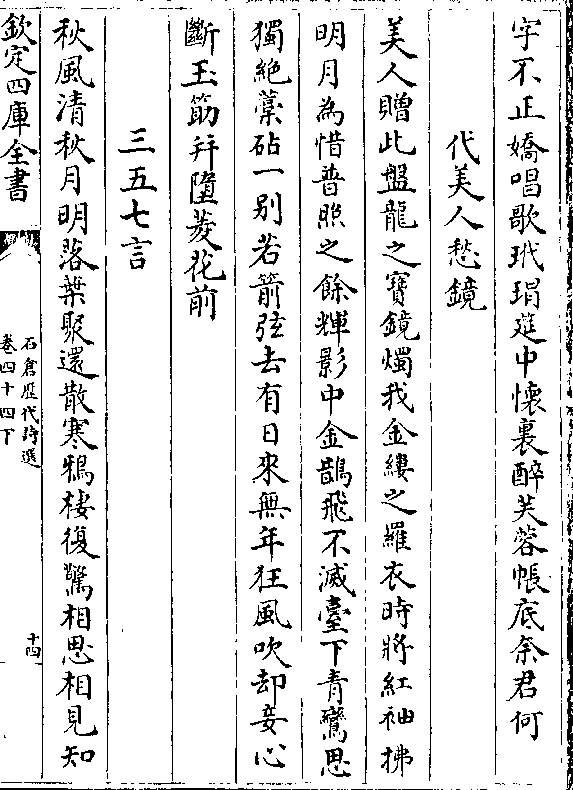 字不正嬌唱歌玳瑁筵中懷裏醉芙蓉帳底奈君何
代美人愁鏡
美人贈此盤龍之寶鏡燭我金縷之羅衣時將紅袖拂
明月為惜普照之餘輝影中金鵲飛不滅臺下青鸞思
獨絶藁砧一别若箭弦去有日來無年狂風吹却妾心
斷玉筯并墮菱花前
三五七言
秋風清秋月明落葉聚還散寒鴉棲復驚相思相見知
欽定四庫全書
石倉歴代詩選
卷四十四下
十四